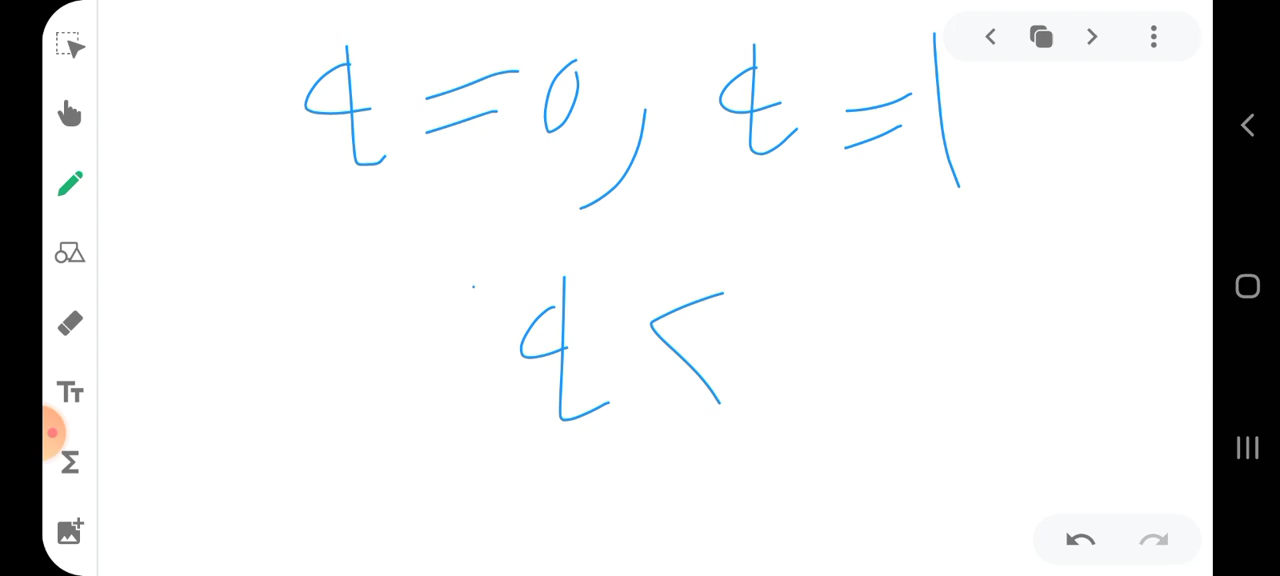 q = 0, q = 1
q <